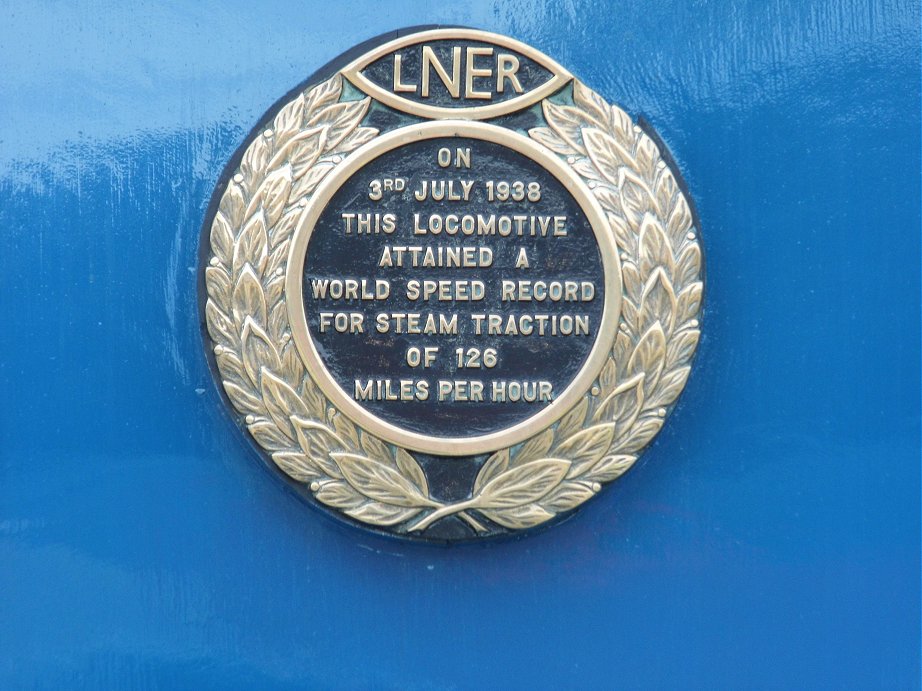 LNER
ON
3RD JULY 1938
THIS LOCOMOTIVE
ATTAINED A
WORLD SPEED RECORD
FOR STEAM TRACTION
OF 126
MILES PER HOUR